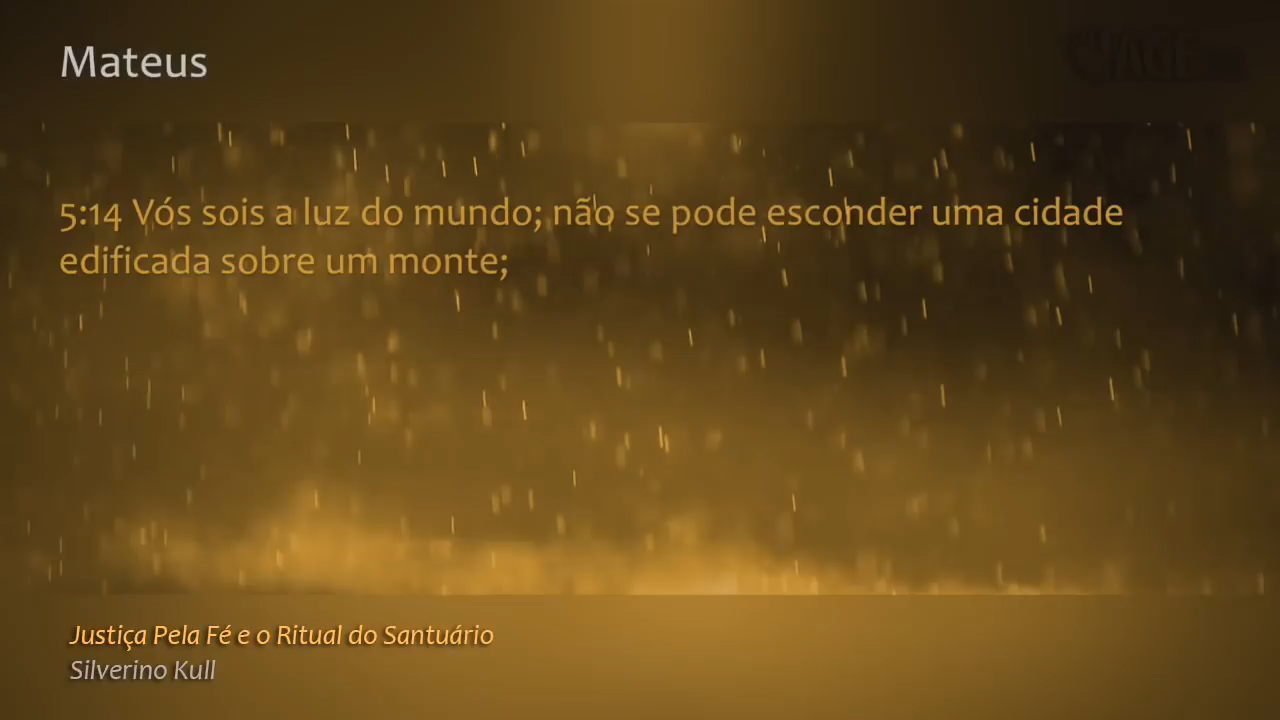 Mateus
5:14 Vós sois a luz do mundo; não se pode esconder uma cidade
edificada sobre um monte;
Justiça Pela Fé e o Ritual do Santuário
Silverino Kull